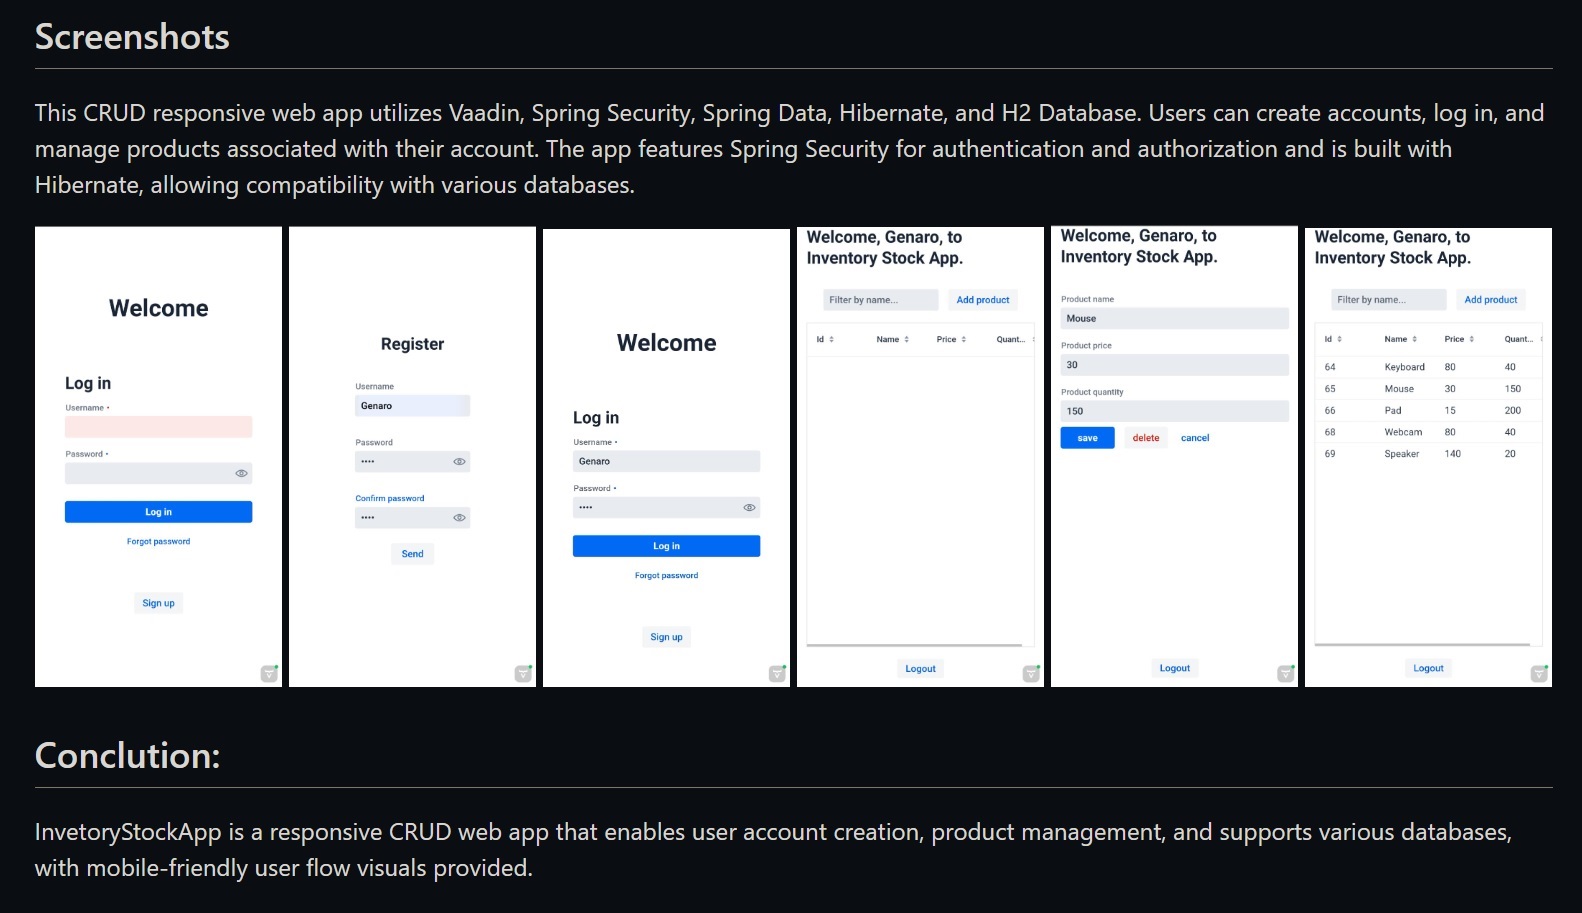 Screenshots
This CRUD responsive web app utilizes Vaadin, Spring Security, Spring Data, Hibernate, and H2 Database. Users can create accounts, log in, and
manage products associated with their account. The app features Spring Security for authentication and authorization and is built with
Hibernate, allowing compatibility with various databases.
Welcome
Log in
Username •
Password •
Log in
Forgot password
Sign up
Register
Username
Genaro
Password
••••
Confirm password
••••
Send
Welcome
Log in
Username •
Genaro
Password •
••••
Log in
Forgot password
Sign up
Welcome, Genaro, to
Inventory Stock App.
Filter by name... Add product
Id Name Price Quant...
Logout
Welcome, Genaro, to
Inventory Stock App.
Product name
Mouse
Product price
30
Product quantity
150
save delete cancel
Logout
Welcome, Genaro, to
Inventory Stock App.
Filter by name... Add product
Id Name Price Quant...
64 Keyboard 80 40
65 Mouse 30 150
66 Pad 15 200
68 Webcam 80 40
69 Speaker 140 20
Logout
Conclution:
InvetoryStockApp is a responsive CRUD web app that enables user account creation, product management, and supports various databases,
with mobile-friendly user flow visuals provided.